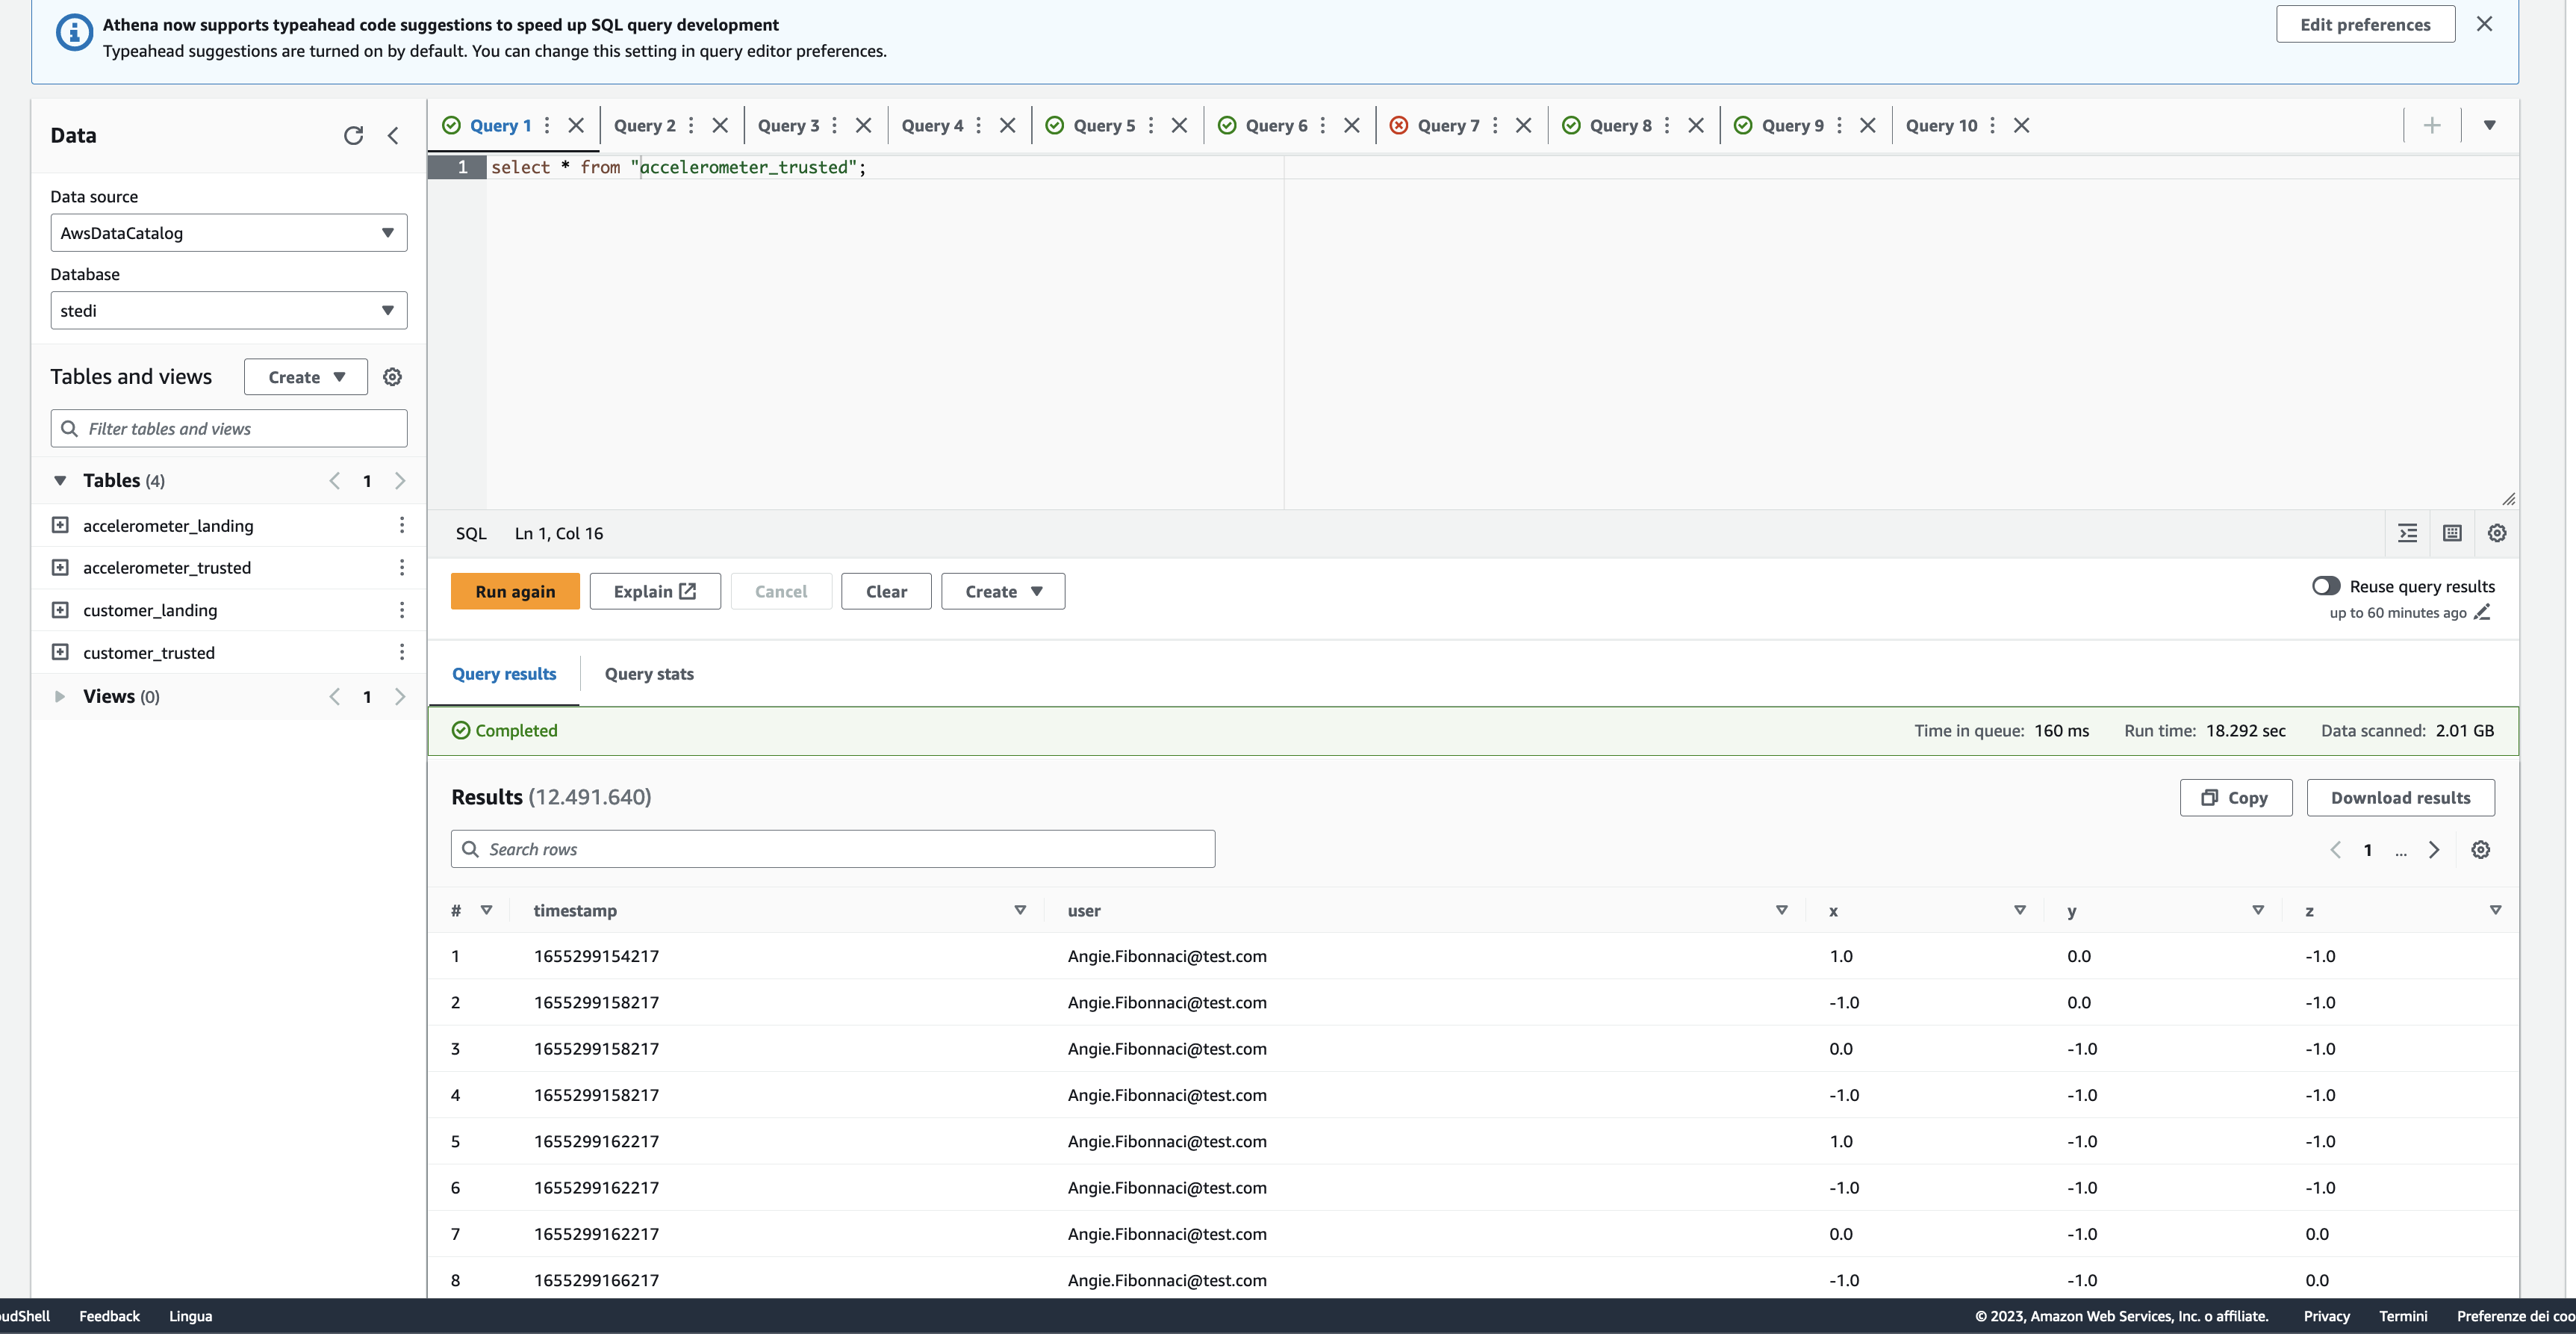 Athena now supports typeahead code suggestions to speed up SQL query development
Typeahead suggestions are turned on by default. You can change this setting in query editor preferences.
Edit preferences
Data
Data source
AwsDataCatalog
Database
stedi
Tables and views
Create
Filter tables and views
Tables (4)
1
accelerometer_landing
accelerometer_trusted
customer_landing
customer_trusted
Views (0)
1
Query 1
Query 2
Query 3
Query 4
Query 5
Query 6
Query 7
Query 8
Query 9
Query 10
1 select * from "accelerometer_trusted";
SQL Ln 1, Col 16
Run again
Explain
Cancel
Clear
Create
Reuse query results
up to 60 minutes ago
Query results
Query stats
Completed
Time in queue: 160 ms
Run time: 18.292 sec
Data scanned: 2.01 GB
Results (12.491.640)
Copy
Download results
Search rows
1 ...
# timestamp user x y z
1 1655299154217 Angie.Fibonnaci@test.com 1.0 0.0 -1.0
2 1655299158217 Angie.Fibonnaci@test.com -1.0 0.0 -1.0
3 1655299158217 Angie.Fibonnaci@test.com 0.0 -1.0 -1.0
4 1655299158217 Angie.Fibonnaci@test.com -1.0 -1.0 -1.0
5 1655299162217 Angie.Fibonnaci@test.com 1.0 -1.0 -1.0
6 1655299162217 Angie.Fibonnaci@test.com -1.0 -1.0 -1.0
7 1655299162217 Angie.Fibonnaci@test.com 0.0 -1.0 0.0
8 1655299166217 Angie.Fibonnaci@test.com -1.0 -1.0 0.0
oudShell Feedback Lingua
© 2023, Amazon Web Services, Inc. o affiliate. Privacy Termini Preferenze dei coo